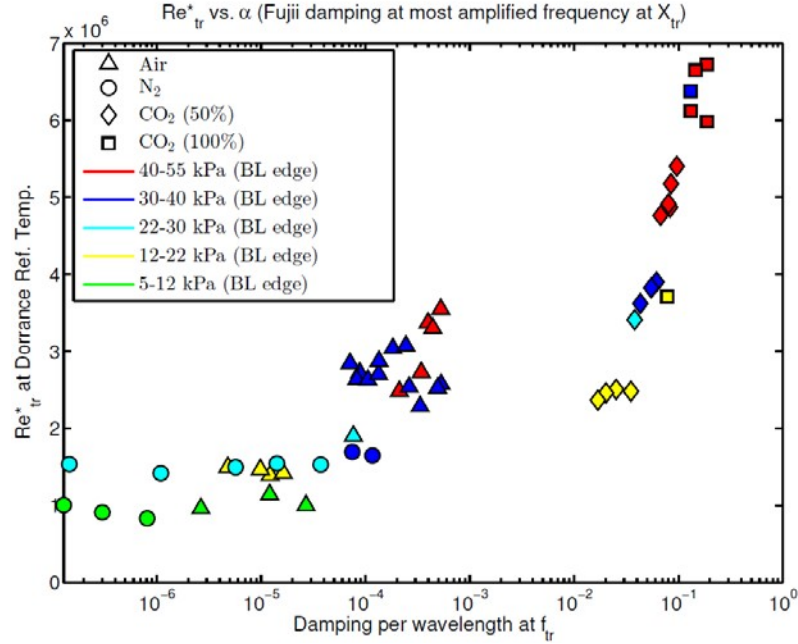 Re*tr vs. α (Fujii damping at most amplified frequency at Xtr)
7 x 10^6
6
5
4
3
2
1
0
Re*tr at Dorrance Ref. Temp.
Air
N2
CO2 (50%)
CO2 (100%)
40-55 kPa (BL edge)
30-40 kPa (BL edge)
22-30 kPa (BL edge)
12-22 kPa (BL edge)
5-12 kPa (BL edge)
10^-6 10^-5 10^-4 10^-3 10^-2 10^-1 10^0
Damping per wavelength at ftr